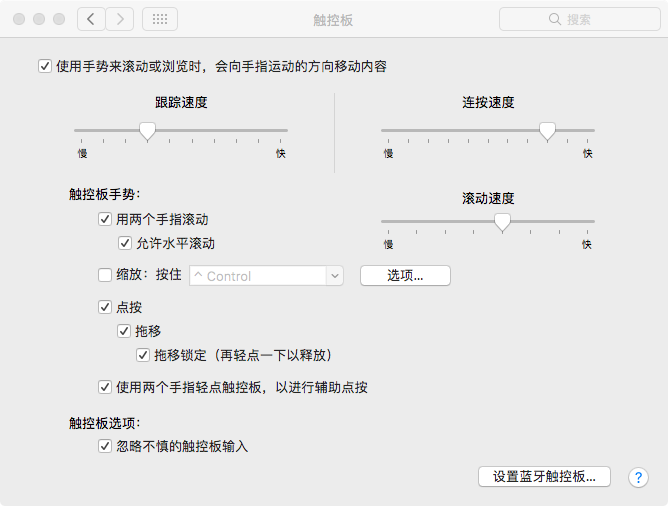 触控板
搜索
使用手势来滚动或浏览时，会向手指运动的方向移动内容
跟踪速度
慢
快
连按速度
慢
快
触控板手势：
用两个手指滚动
允许水平滚动
滚动速度
慢
快
缩放：按住
^ Control
选项...
点按
拖移
拖移锁定（再轻点一下以释放）
使用两个手指轻点触控板，以进行辅助点按
触控板选项：
忽略不慎的触控板输入
设置蓝牙触控板...
?